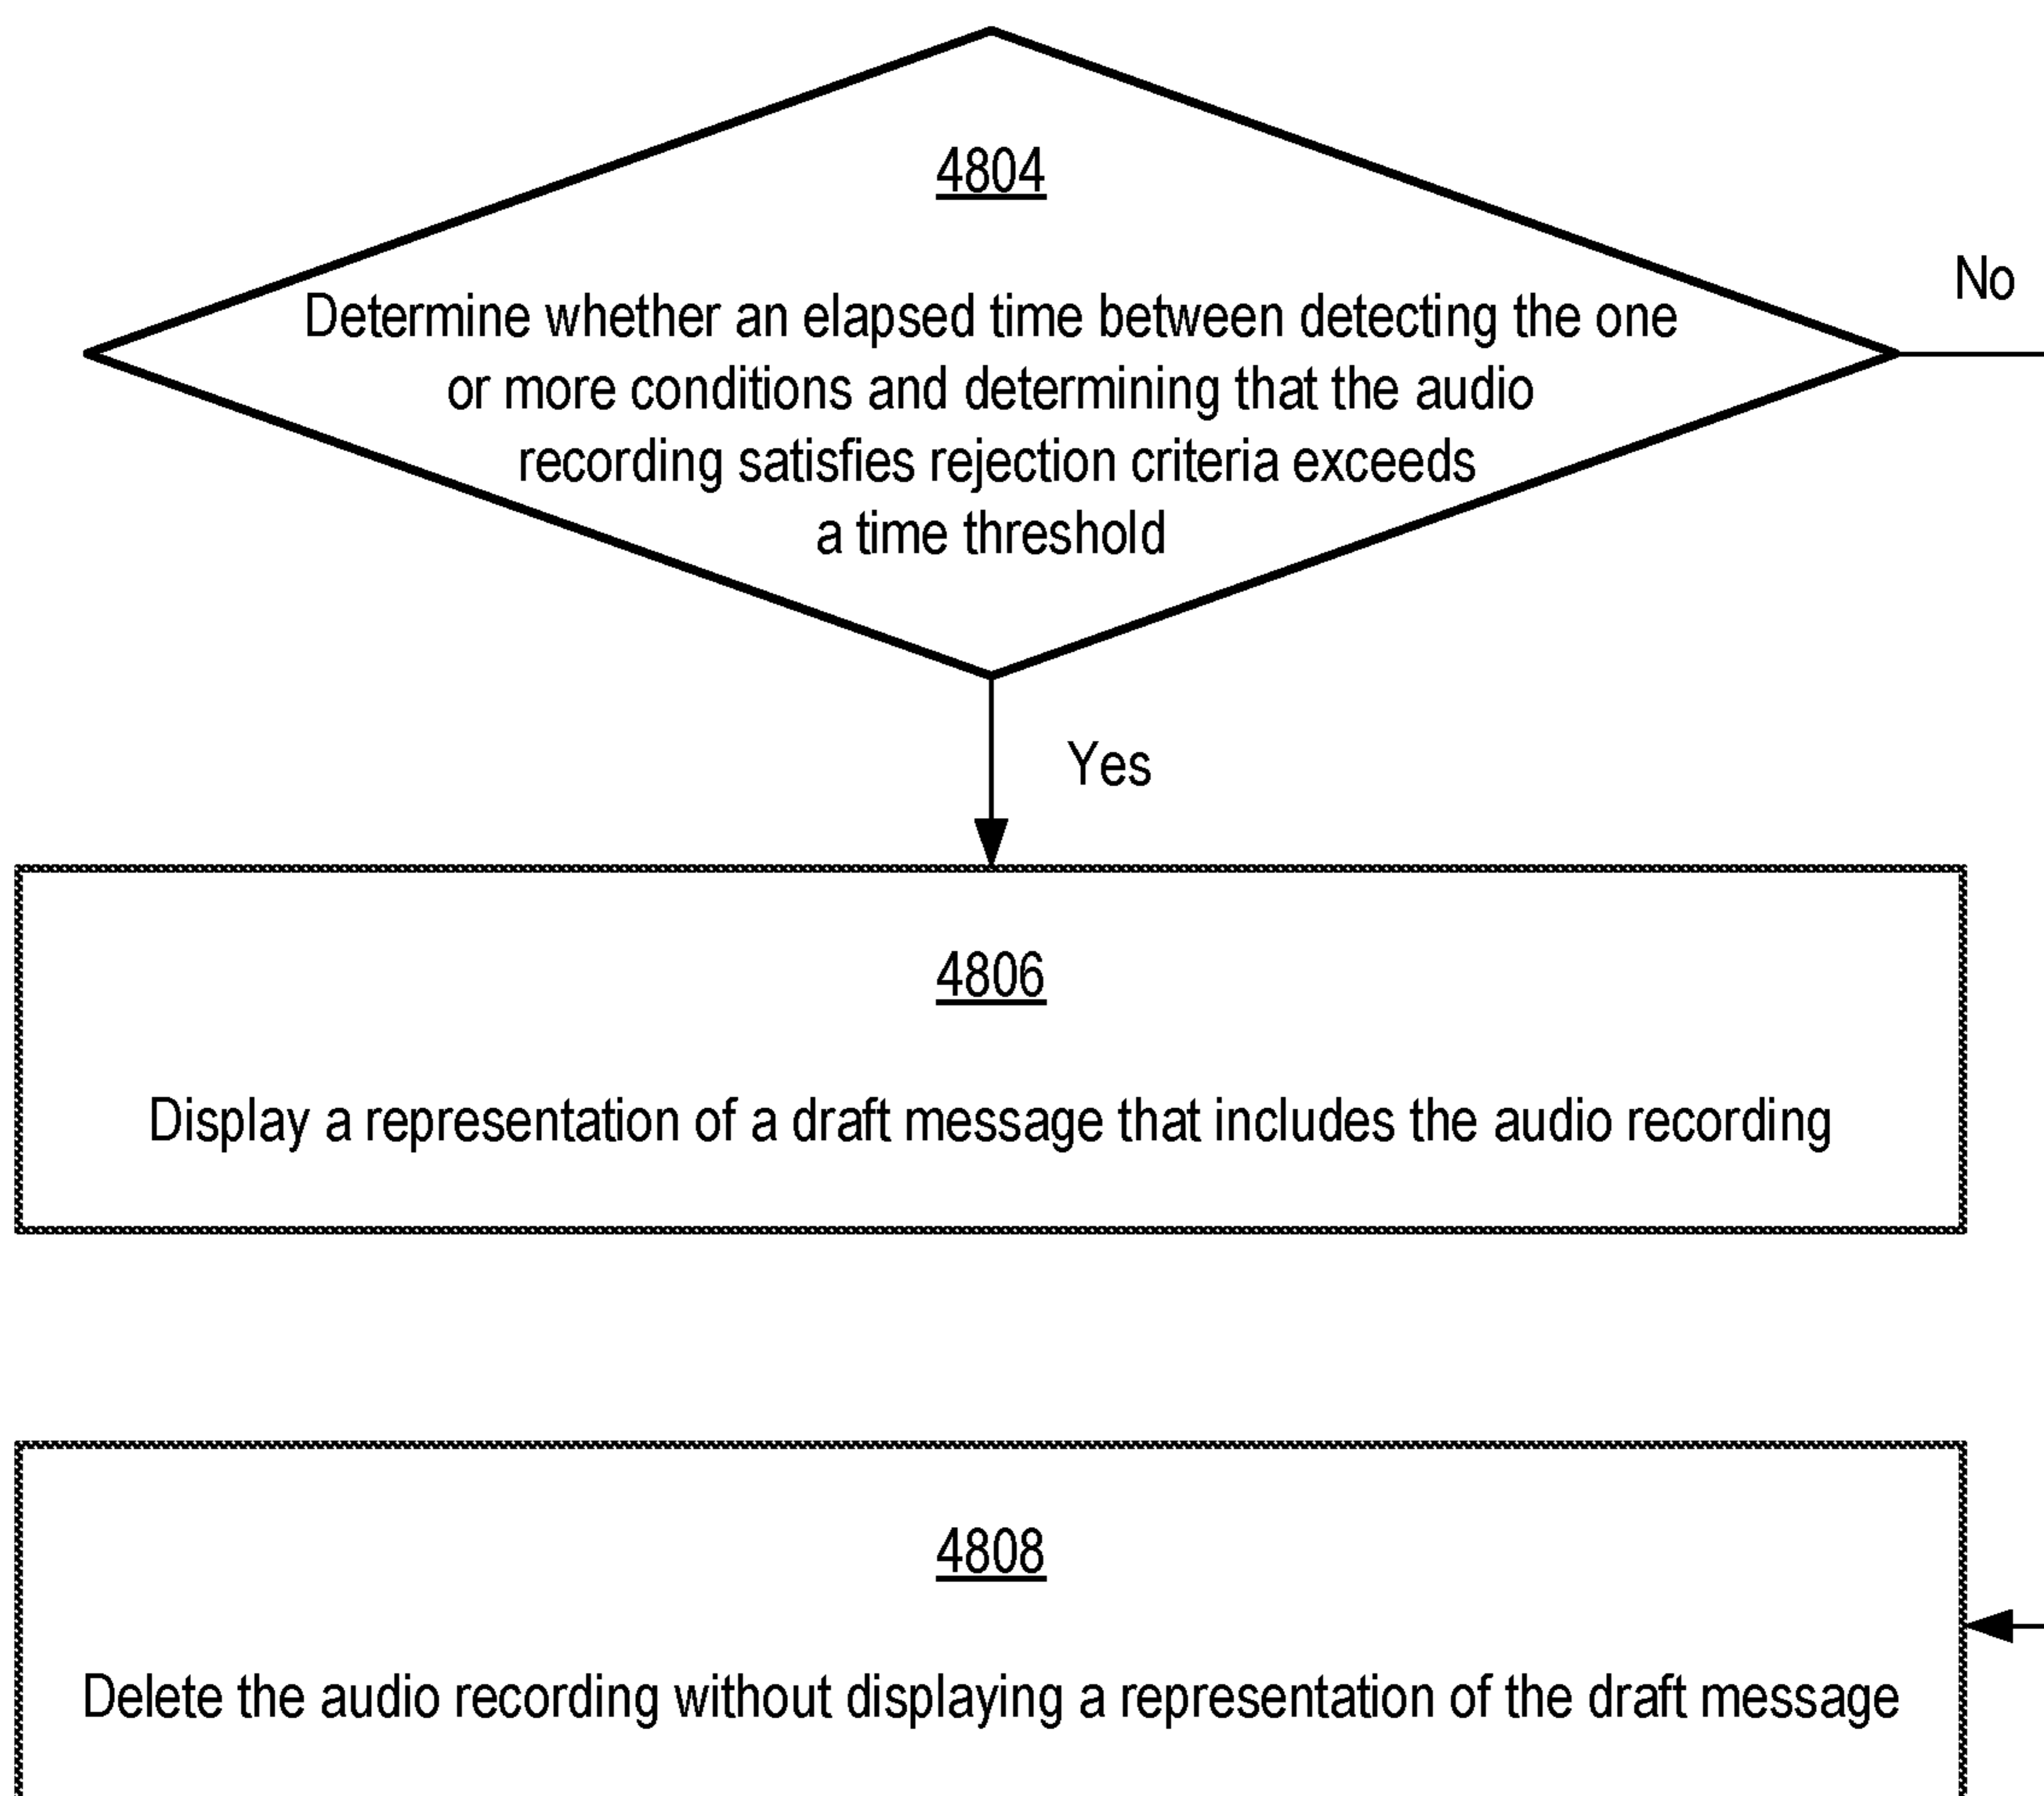 4804
No
Determine whether an elapsed time between detecting the one
or more conditions and determining that the audio
recording satisfies rejection criteria exceeds
a time threshold
Yes
4806
Display a representation of a draft message that includes the audio recording
4808
Delete the audio recording without displaying a representation of the draft message